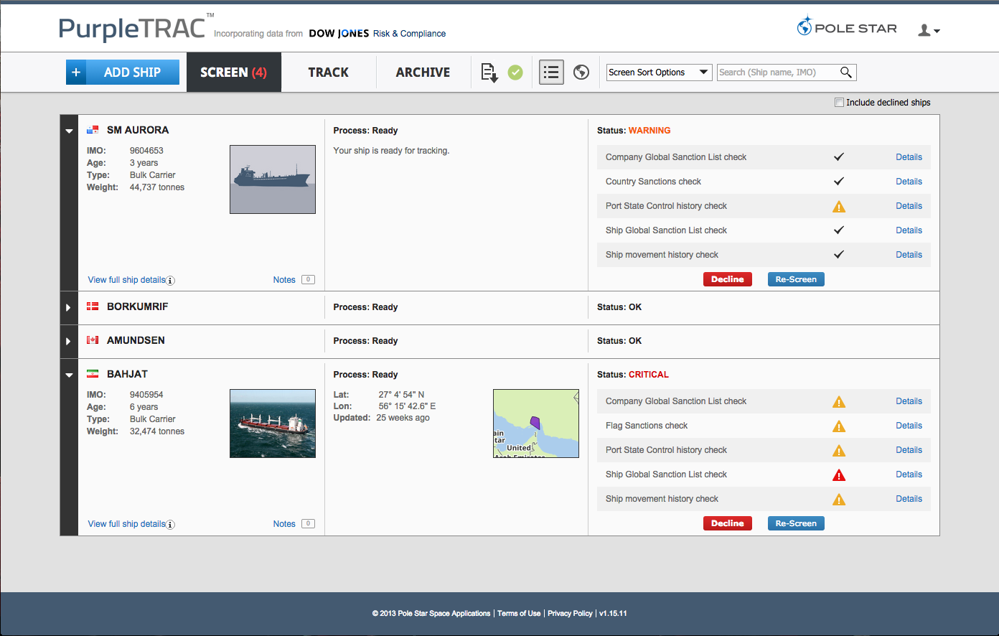 PurpleTRAC™ Incorporating data from DOW JONES Risk & Compliance
POLE STAR
+ ADD SHIP
SCREEN (4)
TRACK
ARCHIVE
Screen Sort Options
Search (Ship name, IMO)
Include declined ships
SM AURORA
IMO: 9604653
Age: 3 years
Type: Bulk Carrier
Weight: 44,737 tonnes
View full ship details
Notes 0
Process: Ready
Your ship is ready for tracking.
Status: WARNING
Company Global Sanction List check Details
Country Sanctions check Details
Port State Control history check Details
Ship Global Sanction List check Details
Ship movement history check Details
Decline Re-Screen
BORKUMRIF
Process: Ready
Status: OK
AMUNDSEN
Process: Ready
Status: OK
BAHJAT
IMO: 9405954
Age: 6 years
Type: Bulk Carrier
Weight: 32,474 tonnes
View full ship details
Notes 0
Process: Ready
Lat: 27° 4' 54" N
Lon: 56° 15' 42.6" E
Updated: 25 weeks ago
ain
tar
United
Arab Emirates
Status: CRITICAL
Company Global Sanction List check Details
Flag Sanctions check Details
Port State Control history check Details
Ship Global Sanction List check Details
Ship movement history check Details
Decline Re-Screen
© 2013 Pole Star Space Applications | Terms of Use | Privacy Policy | v1.15.11